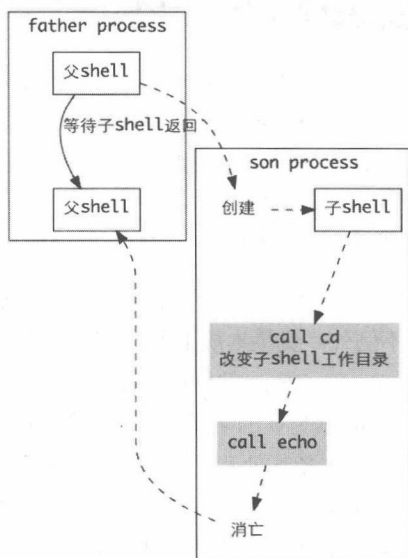 father process
父shell
等待子shell返回
父shell
son process
创建
子shell
call cd
改变子shell工作目录
call echo
消亡